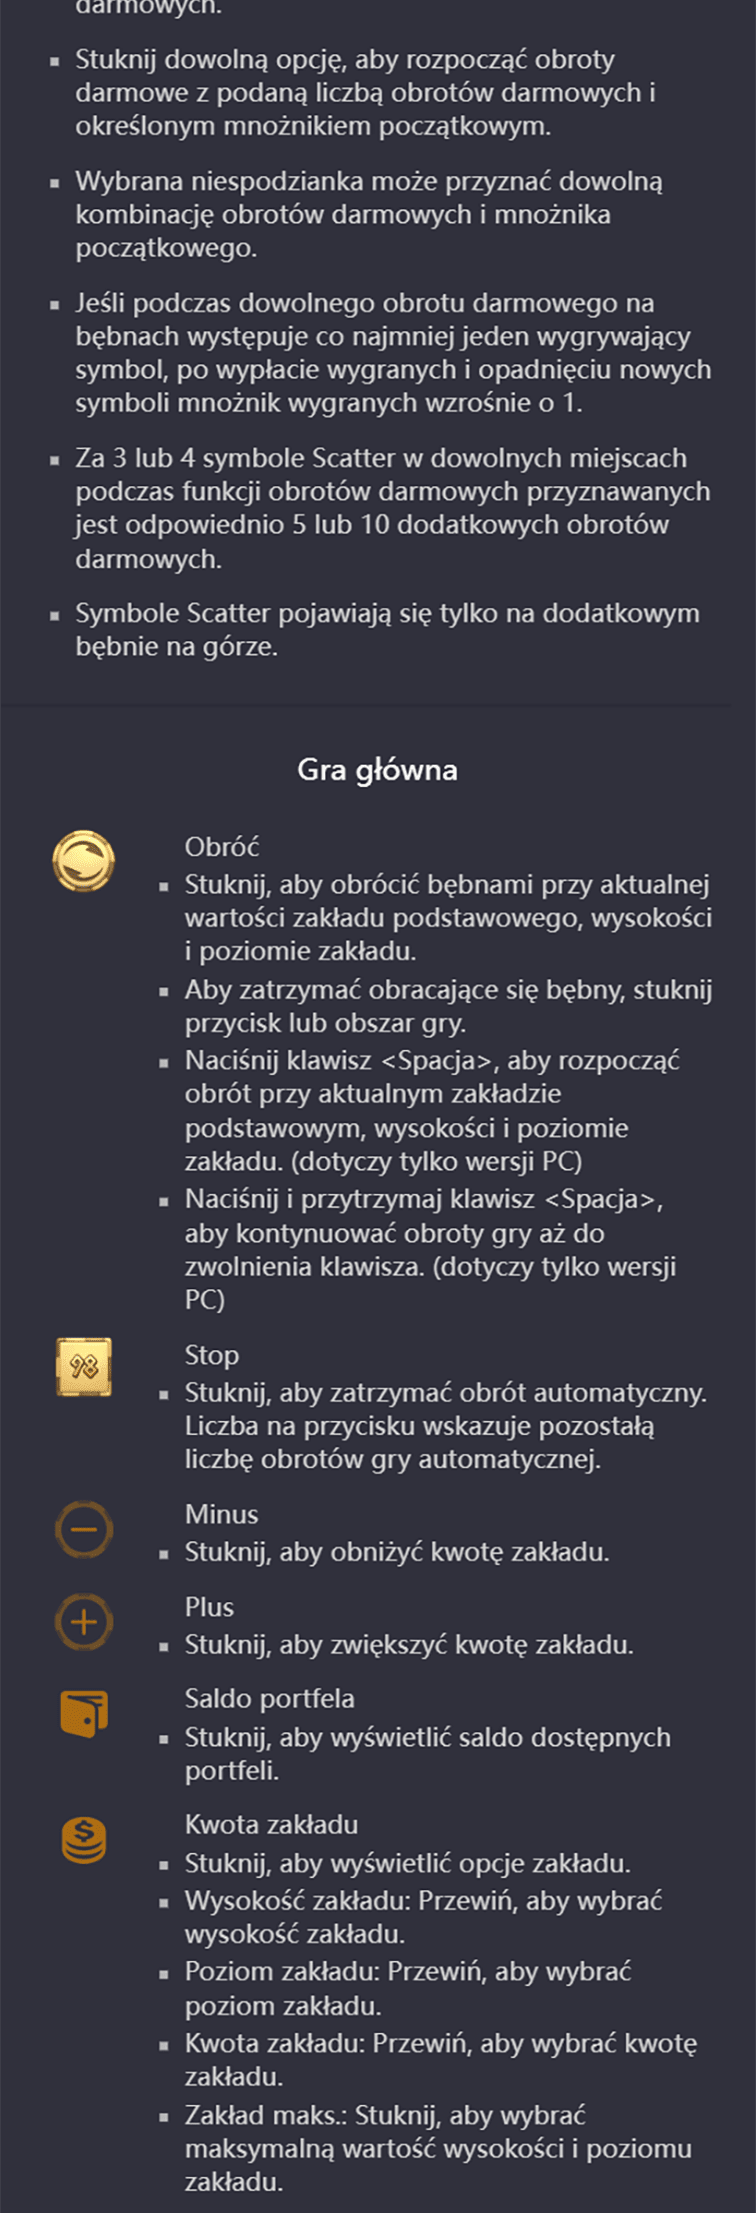 darmowych.
▪ Stuknij dowolną opcję, aby rozpocząć obroty
darmowe z podaną liczbą obrotów darmowych i
określonym mnożnikiem początkowym.
▪ Wybrana niespodzianka może przyznać dowolną
kombinację obrotów darmowych i mnożnika
początkowego.
▪ Jeśli podczas dowolnego obrotu darmowego na
bębnach występuje co najmniej jeden wygrywający
symbol, po wypłacie wygranych i opadnięciu nowych
symboli mnożnik wygranych wzrośnie o 1.
▪ Za 3 lub 4 symbole Scatter w dowolnych miejscach
podczas funkcji obrotów darmowych przyznawanych
jest odpowiednio 5 lub 10 dodatkowych obrotów
darmowych.
▪ Symbole Scatter pojawiają się tylko na dodatkowym
bębnie na górze.
Gra główna
Obróć
▪ Stuknij, aby obrócić bębnami przy aktualnej
wartości zakładu podstawowego, wysokości
i poziomie zakładu.
▪ Aby zatrzymać obracające się bębny, stuknij
przycisk lub obszar gry.
▪ Naciśnij klawisz <Spacja>, aby rozpocząć
obrót przy aktualnym zakładzie
podstawowym, wysokości i poziomie
zakładu. (dotyczy tylko wersji PC)
▪ Naciśnij i przytrzymaj klawisz <Spacja>,
aby kontynuować obroty gry aż do
zwolnienia klawisza. (dotyczy tylko wersji
PC)
98
Stop
▪ Stuknij, aby zatrzymać obrót automatyczny.
Liczba na przycisku wskazuje pozostałą
liczbę obrotów gry automatycznej.
Minus
▪ Stuknij, aby obniżyć kwotę zakładu.
Plus
▪ Stuknij, aby zwiększyć kwotę zakładu.
Saldo portfela
▪ Stuknij, aby wyświetlić saldo dostępnych
portfeli.
Kwota zakładu
▪ Stuknij, aby wyświetlić opcje zakładu.
▪ Wysokość zakładu: Przewiń, aby wybrać
wysokość zakładu.
▪ Poziom zakładu: Przewiń, aby wybrać
poziom zakładu.
▪ Kwota zakładu: Przewiń, aby wybrać kwotę
zakładu.
▪ Zakład maks.: Stuknij, aby wybrać
maksymalną wartość wysokości i poziomu
zakładu.